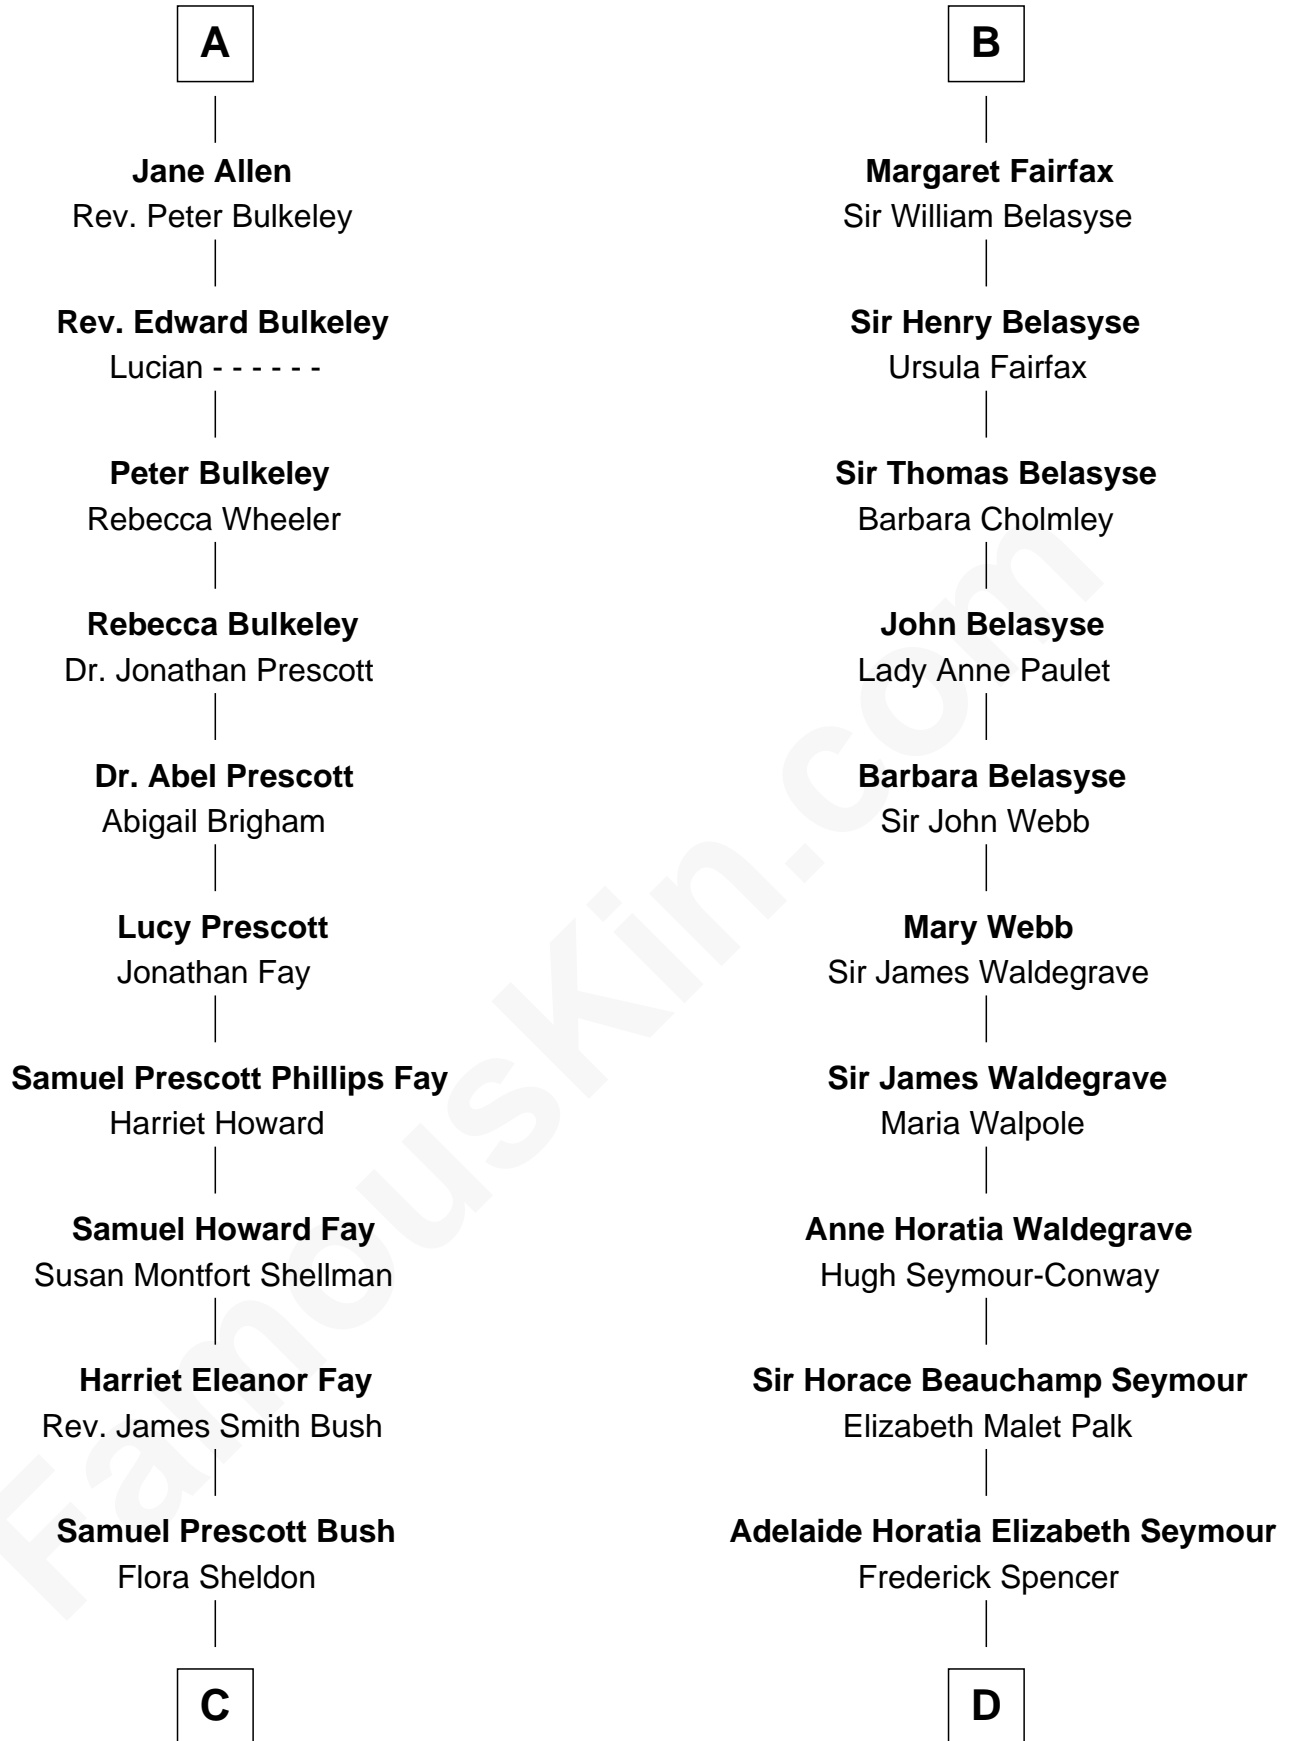 A
Jane Allen
Rev. Peter Bulkeley
Rev. Edward Bulkeley
Lucian - - - - - -
Peter Bulkeley
Rebecca Wheeler
Rebecca Bulkeley
Dr. Jonathan Prescott
Dr. Abel Prescott
Abigail Brigham
Lucy Prescott
Jonathan Fay
Samuel Prescott Phillips Fay
Harriet Howard
Samuel Howard Fay
Susan Montfort Shellman
Harriet Eleanor Fay
Rev. James Smith Bush
Samuel Prescott Bush
Flora Sheldon
C
B
Margaret Fairfax
Sir William Belasyse
Sir Henry Belasyse
Ursula Fairfax
Sir Thomas Belasyse
Barbara Cholmley
John Belasyse
Lady Anne Paulet
Barbara Belasyse
Sir John Webb
Mary Webb
Sir James Waldegrave
Sir James Waldegrave
Maria Walpole
Anne Horatia Waldegrave
Hugh Seymour-Conway
Sir Horace Beauchamp Seymour
Elizabeth Malet Palk
Adelaide Horatia Elizabeth Seymour
Frederick Spencer
D
FamousKin.com